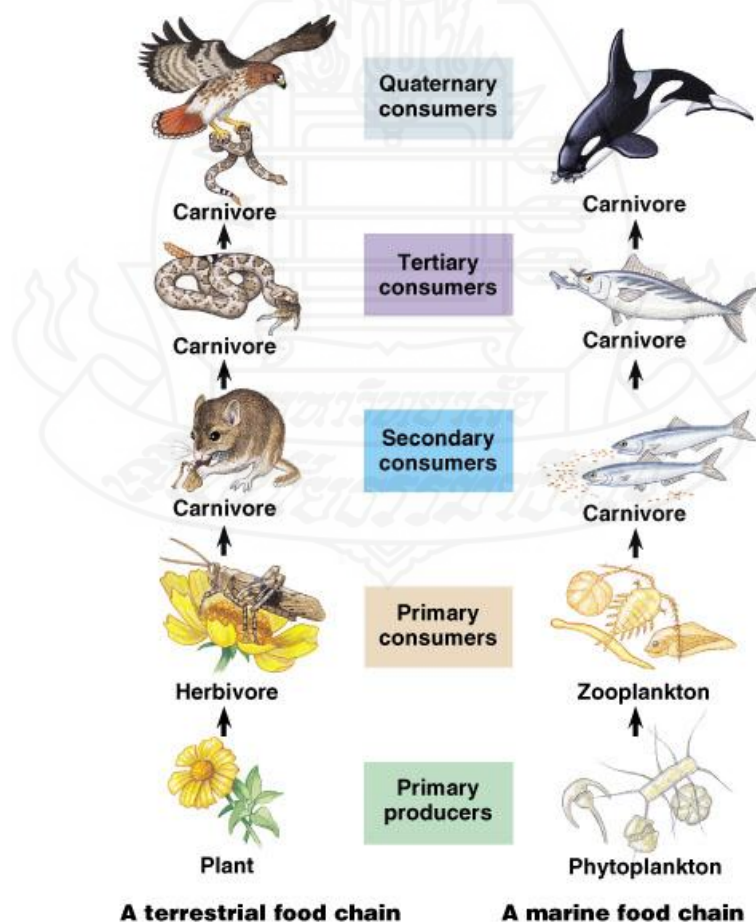 Quaternary
consumers
Carnivore
Carnivore
Tertiary
consumers
Carnivore
Carnivore
Secondary
consumers
Carnivore
Carnivore
Primary
consumers
Herbivore
Zooplankton
Primary
producers
Plant
Phytoplankton
A terrestrial food chain
A marine food chain